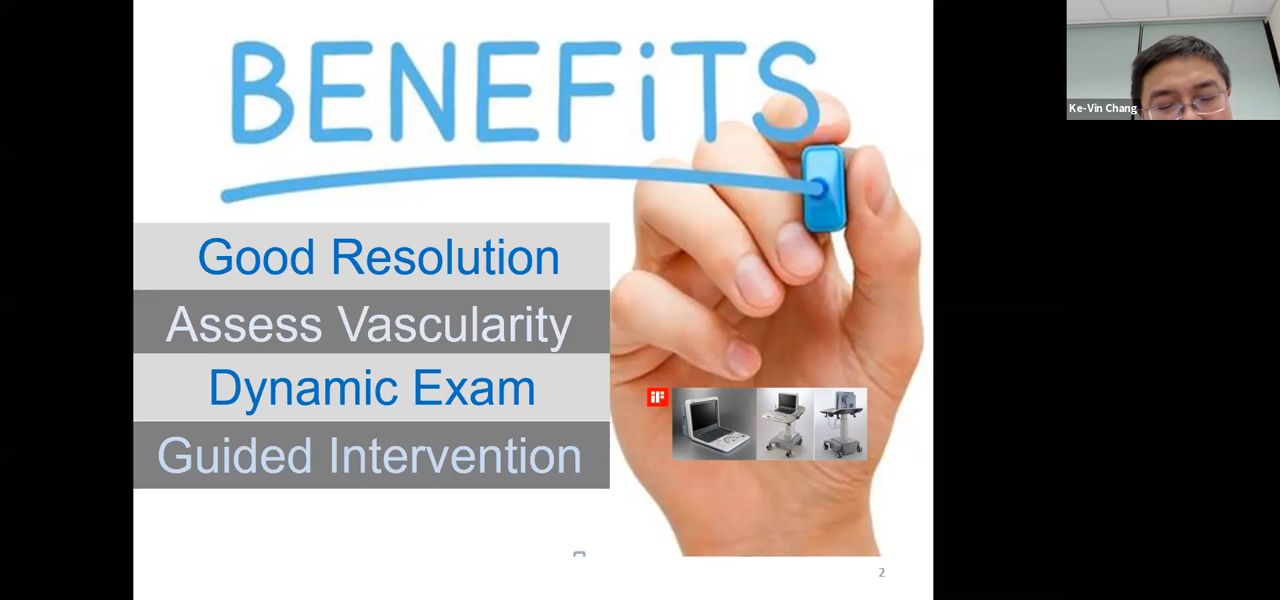 BENEFiTS
Good Resolution
Assess Vascularity
Dynamic Exam
Guided Intervention
iF
2
Ke-Vin Chang